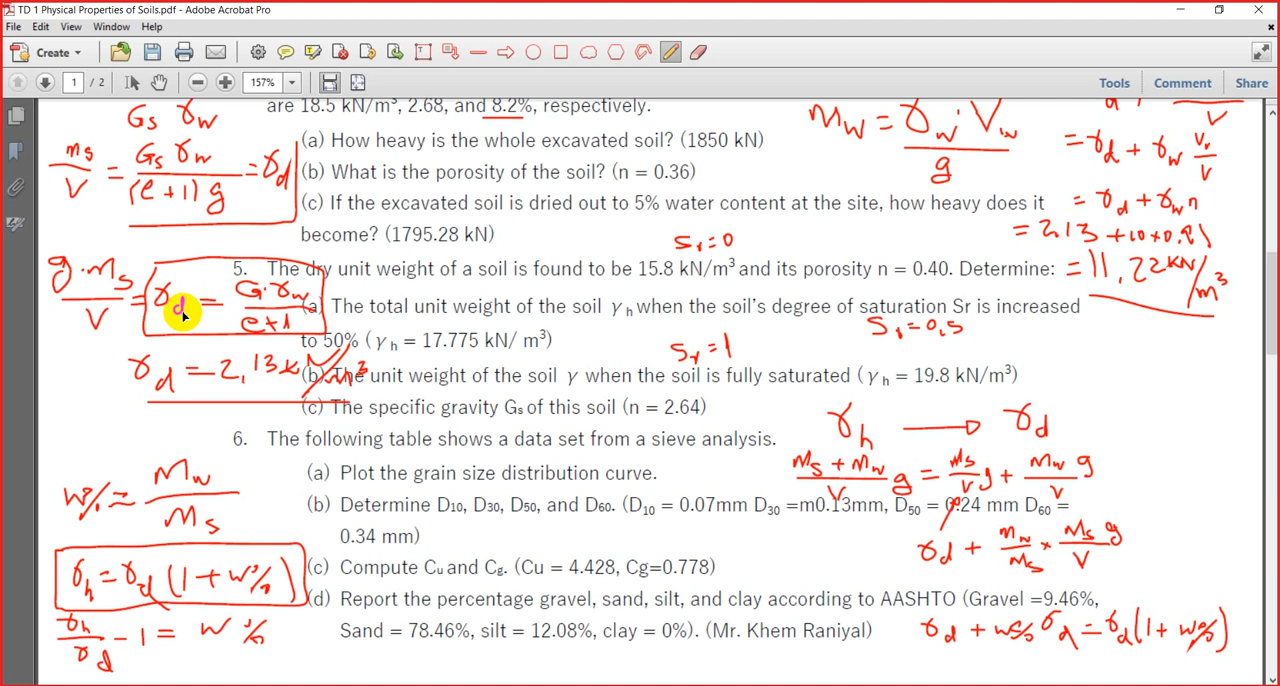 TD 1 Physical Properties of Soils.pdf - Adobe Acrobat Pro
File Edit View Window Help
Create
1 / 2 157% Tools Comment Share
are 18.5 kN/m³, 2.68, and 8.2%, respectively.
(a) How heavy is the whole excavated soil? (1850 kN)
(b) What is the porosity of the soil? (n = 0.36)
(c) If the excavated soil is dried out to 5% water content at the site, how heavy does it
become? (1795.28 kN)
5. The dry unit weight of a soil is found to be 15.8 kN/m³ and its porosity n = 0.40. Determine:
(a) The total unit weight of the soil γh when the soil's degree of saturation Sr is increased
to 50% (γh = 17.775 kN/ m³)
(b) The unit weight of the soil γ when the soil is fully saturated (γh = 19.8 kN/m³)
(c) The specific gravity Gs of this soil (n = 2.64)
6. The following table shows a data set from a sieve analysis.
(a) Plot the grain size distribution curve.
(b) Determine D10, D30, D50, and D60. (D10 = 0.07mm D30 =m0.13mm, D50 = 0.24 mm D60 =
0.34 mm)
(c) Compute Cu and Cg. (Cu = 4.428, Cg=0.778)
(d) Report the percentage gravel, sand, silt, and clay according to AASHTO (Gravel =9.46%,
Sand = 78.46%, silt = 12.08%, clay = 0%). (Mr. Khem Raniyal)
Gs γw
ms/V = Gs γw/((e+1) g) = γd
g·Ms/V = γd = G·γw/(e+1)
γd = 2,13 kN/m³
w% = Mw/Ms
γh = γd (1 + w%)
γh/γd - 1 = w%
Mw = γw·Vw/g
= γd + γw Vv/V
= γd + γw n
= 2,13 + 10 × 0.91
= 11,22 kN/m³
Sr = 0
Sr = 0,5
Sr = 1
γh → γd
(Ms + Mw)/V g = Ms/V g + Mw/V g
γd + Mw/Ms × Ms g/V
γd + w% γd = γd (1 + w%)